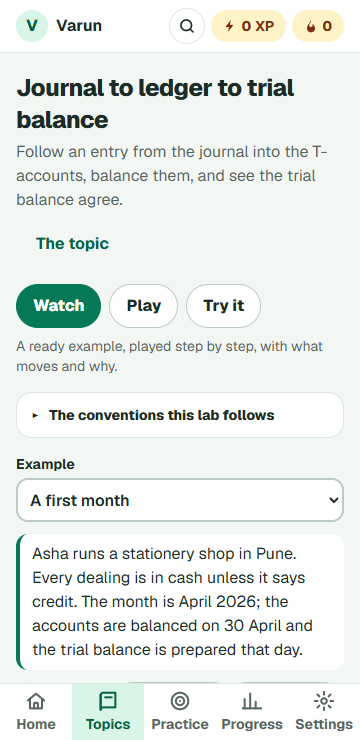 V Varun 0 XP 0
Journal to ledger to trial
balance
Follow an entry from the journal into the T-
accounts, balance them, and see the trial
balance agree.
The topic
Watch Play Try it
A ready example, played step by step, with what
moves and why.
The conventions this lab follows
Example
A first month
Asha runs a stationery shop in Pune.
Every dealing is in cash unless it says
credit. The month is April 2026; the
accounts are balanced on 30 April and
the trial balance is prepared that day.
Home Topics Practice Progress Settings